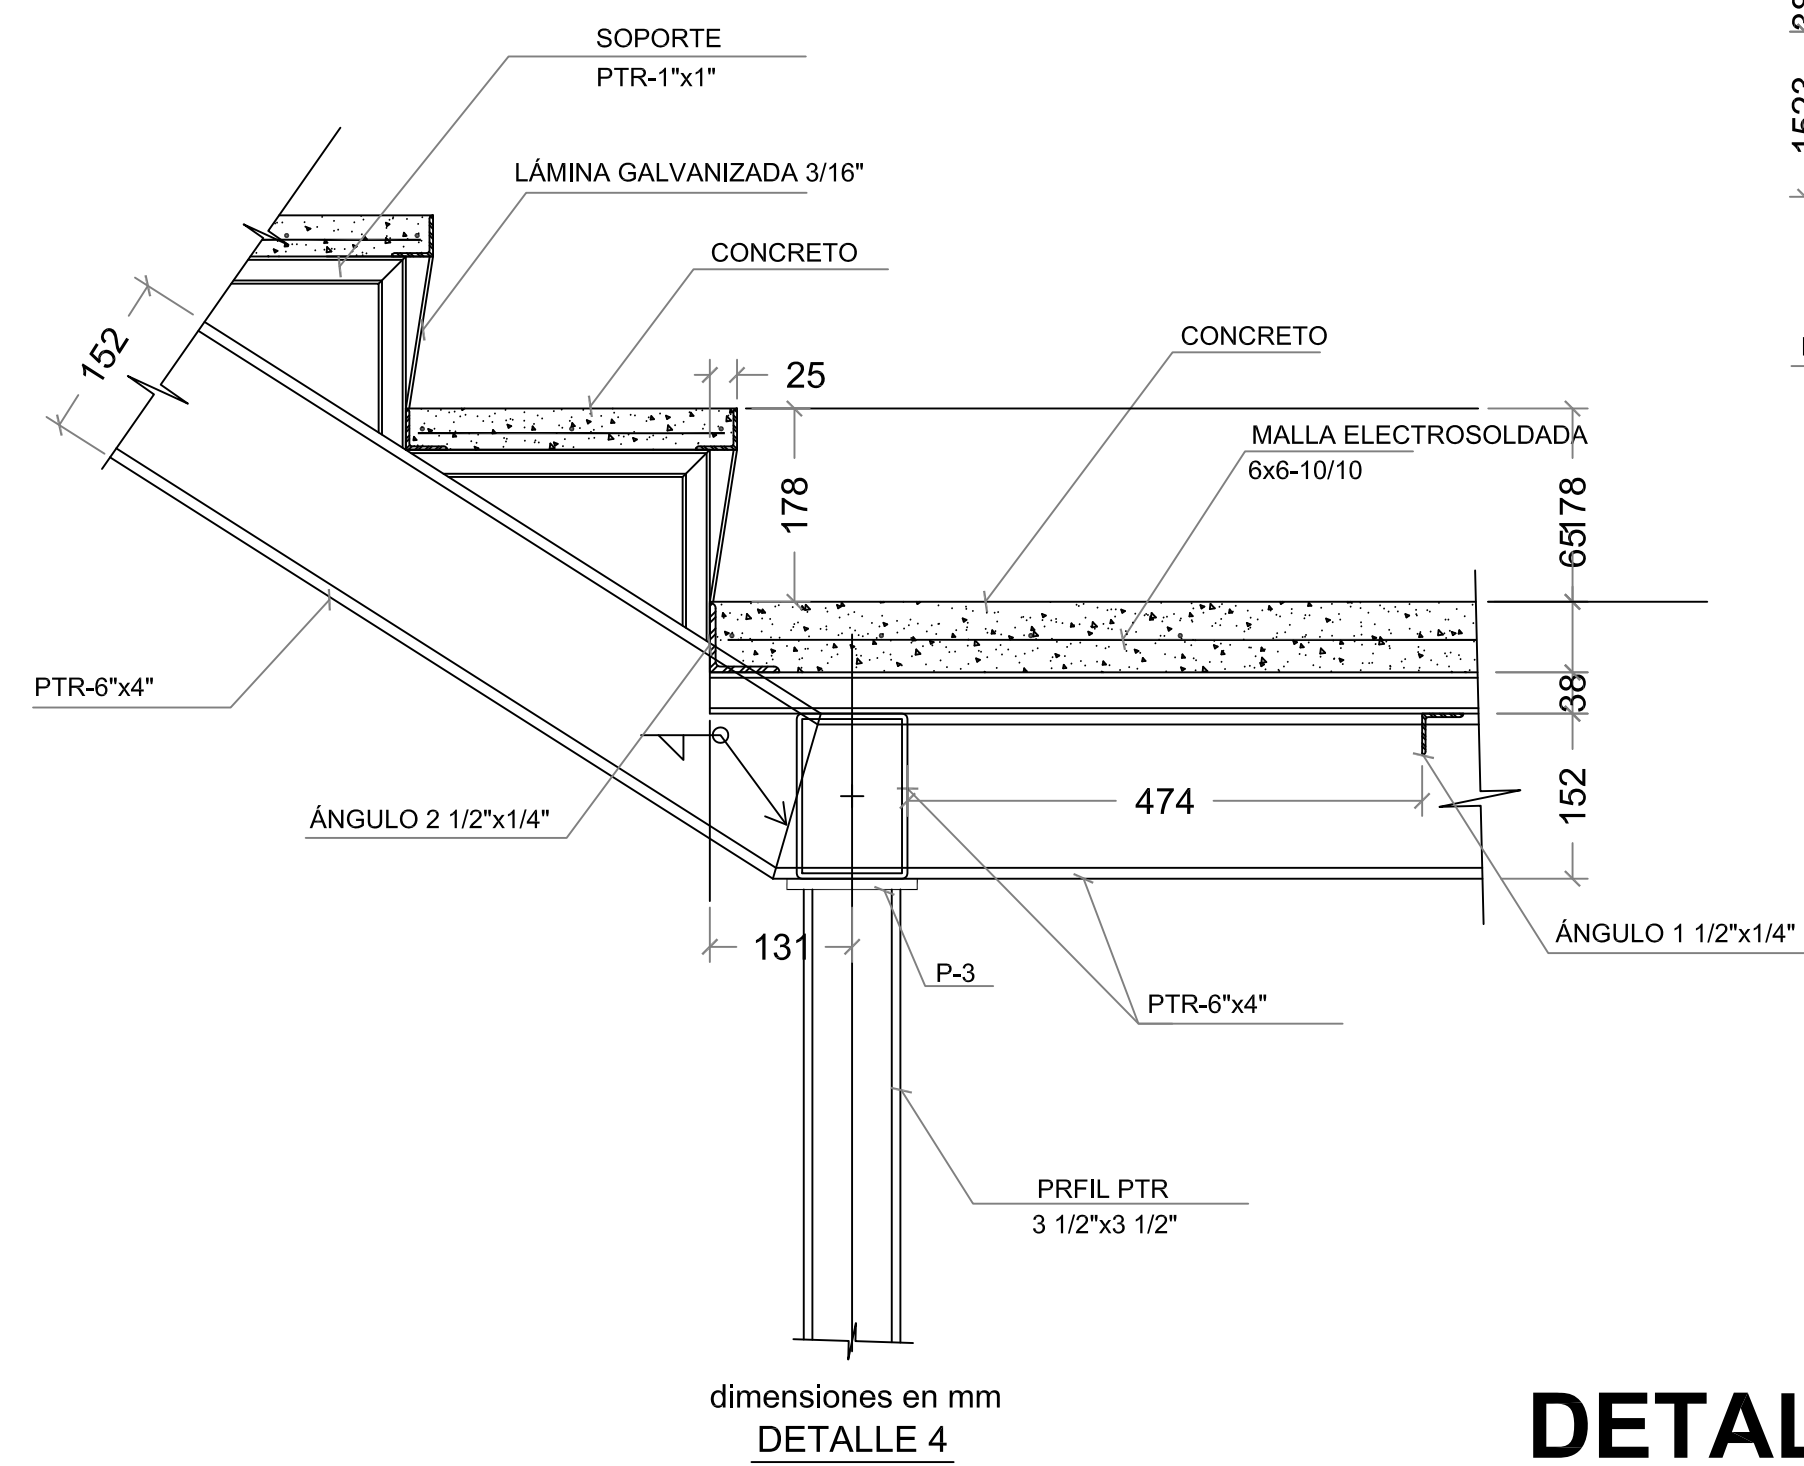 SOPORTE
PTR-1"x1"
LÁMINA GALVANIZADA 3/16"
CONCRETO
CONCRETO
MALLA ELECTROSOLDADA
6x6-10/10
152
25
178
178
65
38
152
PTR-6"x4"
ÁNGULO 2 1/2"x1/4"
474
131
P-3
PTR-6"x4"
ÁNGULO 1 1/2"x1/4"
PRFIL PTR
3 1/2"x3 1/2"
dimensiones en mm
DETALLE 4
DETAL